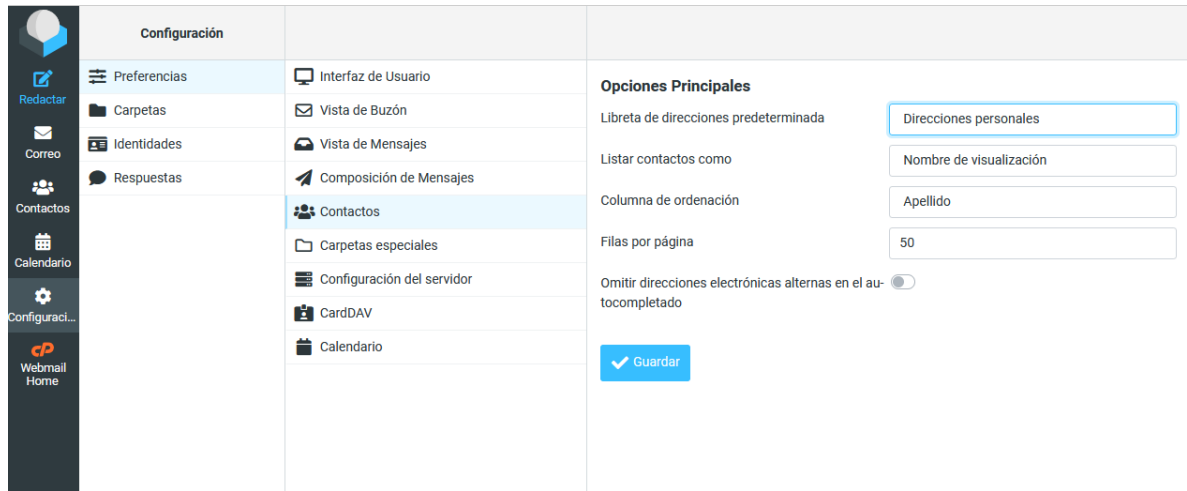 Configuración
Redactar
Correo
Contactos
Calendario
Configuraci...
cP
Webmail
Home
Preferencias
Carpetas
Identidades
Respuestas
Interfaz de Usuario
Vista de Buzón
Vista de Mensajes
Composición de Mensajes
Contactos
Carpetas especiales
Configuración del servidor
CardDAV
Calendario
Opciones Principales
Libreta de direcciones predeterminada Direcciones personales
Listar contactos como Nombre de visualización
Columna de ordenación Apellido
Filas por página 50
Omitir direcciones electrónicas alternas en el au-
tocompletado
Guardar